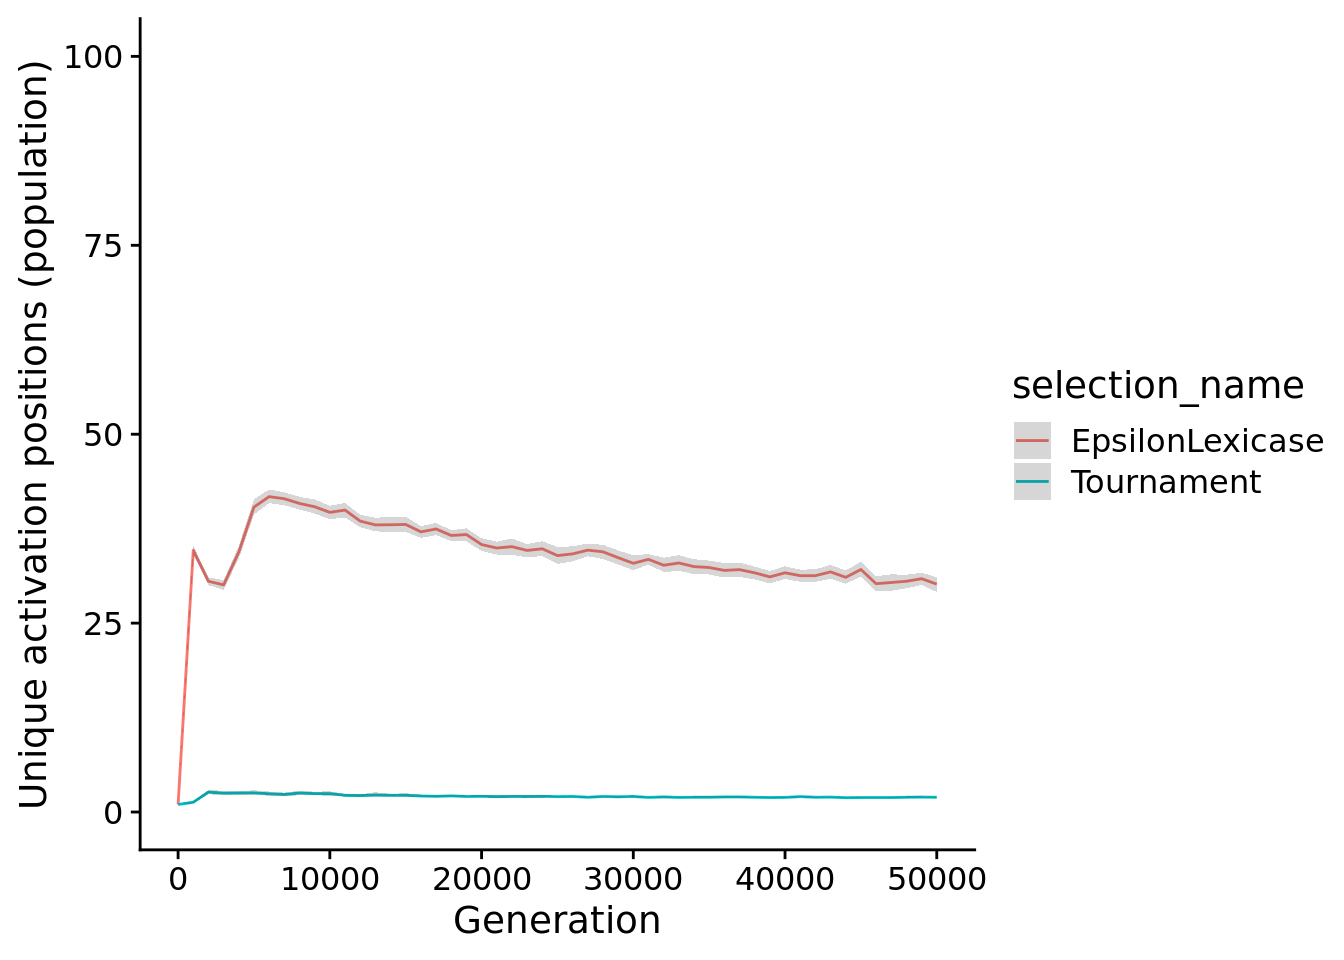 Unique activation positions (population)
100
75
50
25
0
0 10000 20000 30000 40000 50000
Generation
selection_name
EpsilonLexicase
Tournament